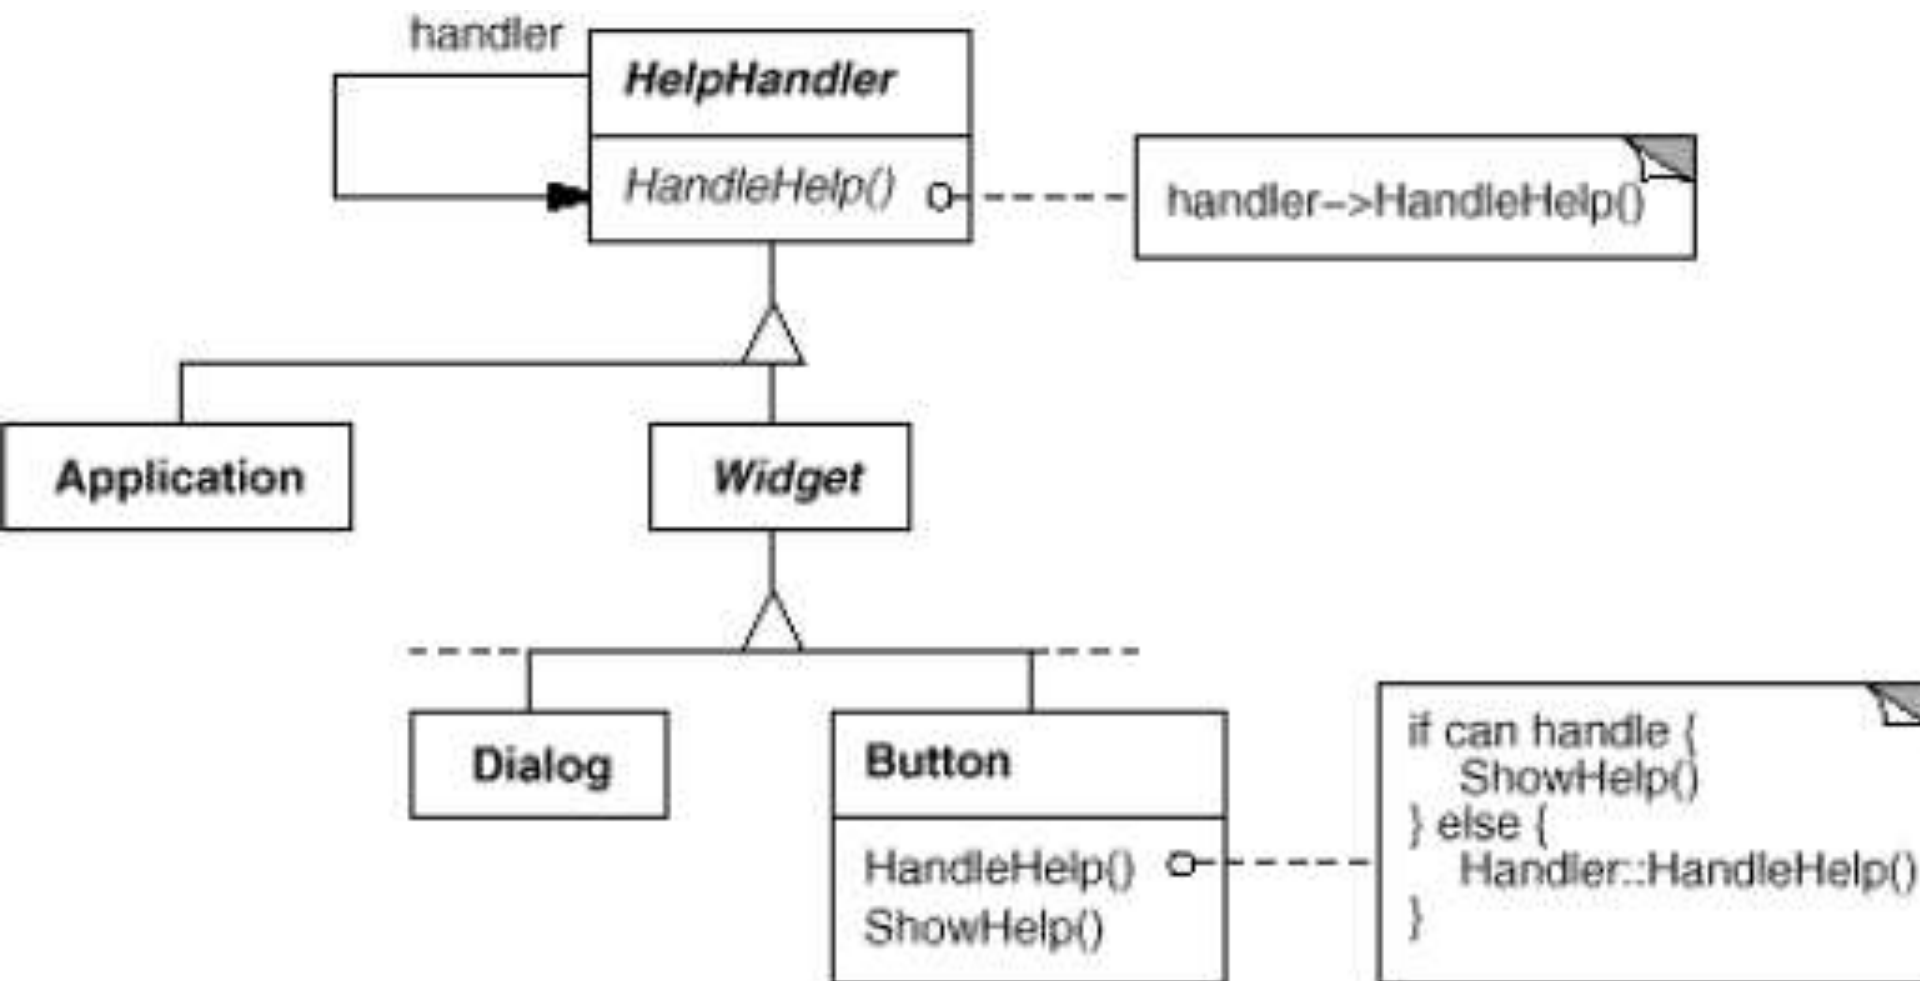 handler
HelpHandler
HandleHelp()
handler–>HandleHelp()
Application
Widget
Dialog
Button
HandleHelp()
ShowHelp()
if can handle {
ShowHelp()
} else {
Handler::HandleHelp()
}